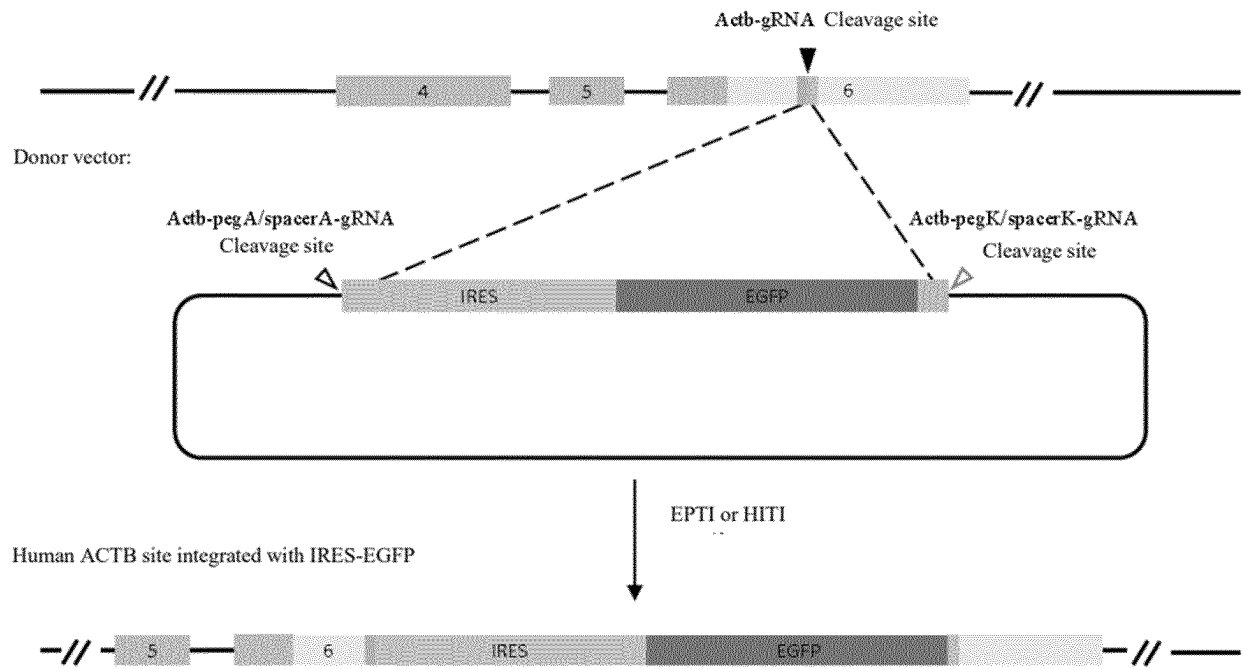 Actb-gRNA Cleavage site
4
5
6
Donor vector:
Actb-pegA/spacerA-gRNA
Cleavage site
Actb-pegK/spacerK-gRNA
Cleavage site
IRES
EGFP
EPTI or HITI
Human ACTB site integrated with IRES-EGFP
5
6
IRES
EGFP